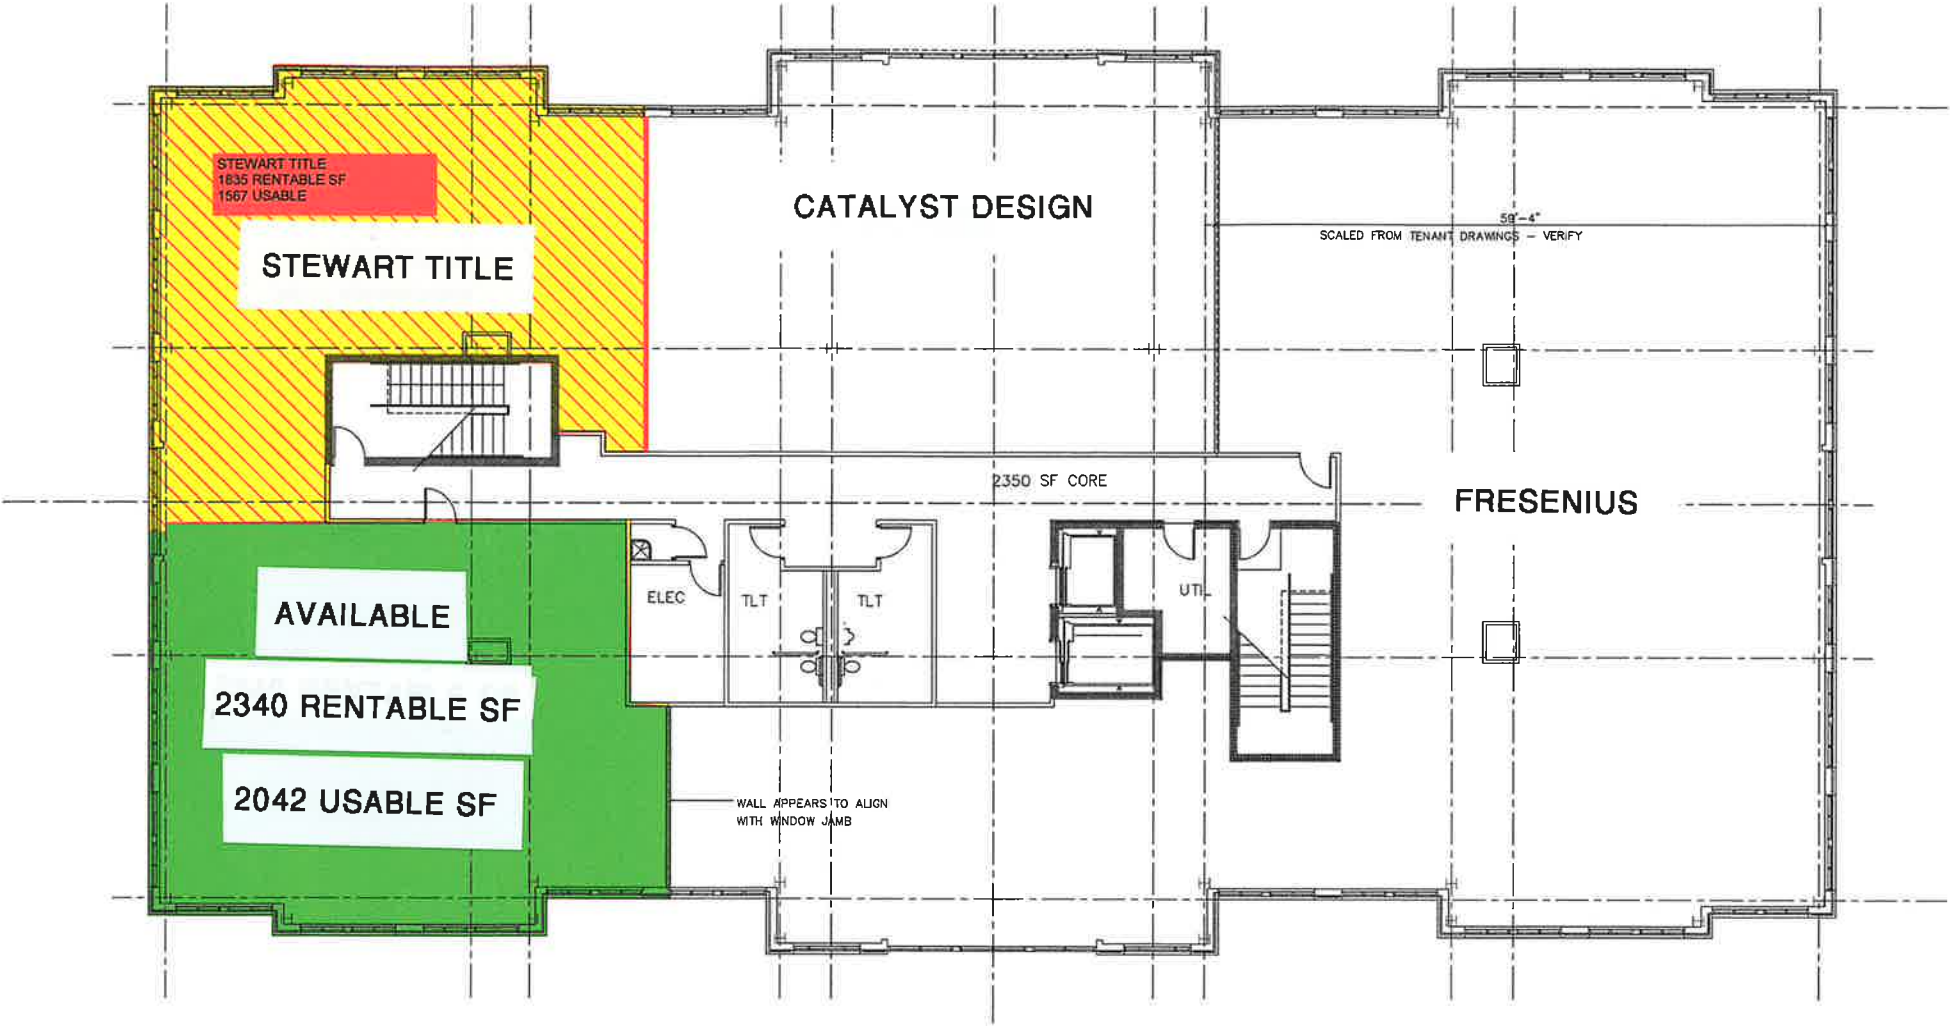 STEWART TITLE
1835 RENTABLE SF
1567 USABLE
STEWART TITLE
CATALYST DESIGN
59'-4"
SCALED FROM TENANT DRAWINGS - VERIFY
2350 SF CORE
FRESENIUS
ELEC
TLT
TLT
UTIL
AVAILABLE
2340 RENTABLE SF
2042 USABLE SF
WALL APPEARS TO ALIGN
WITH WINDOW JAMB